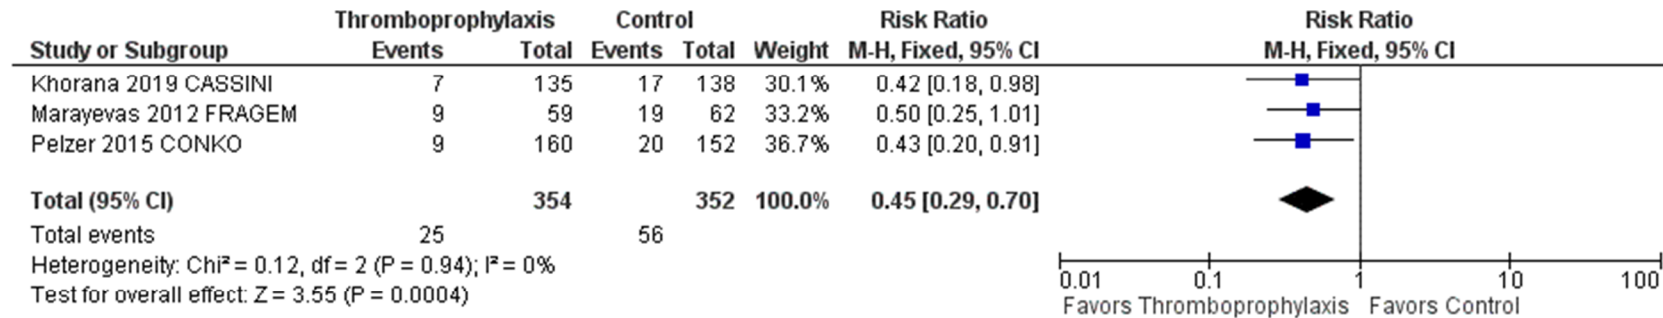 Thromboprophylaxis Control Risk Ratio Risk Ratio
Study or Subgroup Events Total Events Total Weight M-H, Fixed, 95% CI M-H, Fixed, 95% CI
Khorana 2019 CASSINI 7 135 17 138 30.1% 0.42 [0.18, 0.98]
Marayevas 2012 FRAGEM 9 59 19 62 33.2% 0.50 [0.25, 1.01]
Pelzer 2015 CONKO 9 160 20 152 36.7% 0.43 [0.20, 0.91]
Total (95% CI) 354 352 100.0% 0.45 [0.29, 0.70]
Total events 25 56
Heterogeneity: Chi² = 0.12, df = 2 (P = 0.94); I² = 0%
Test for overall effect: Z = 3.55 (P = 0.0004)
0.01 0.1 1 10 100
Favors Thromboprophylaxis Favors Control